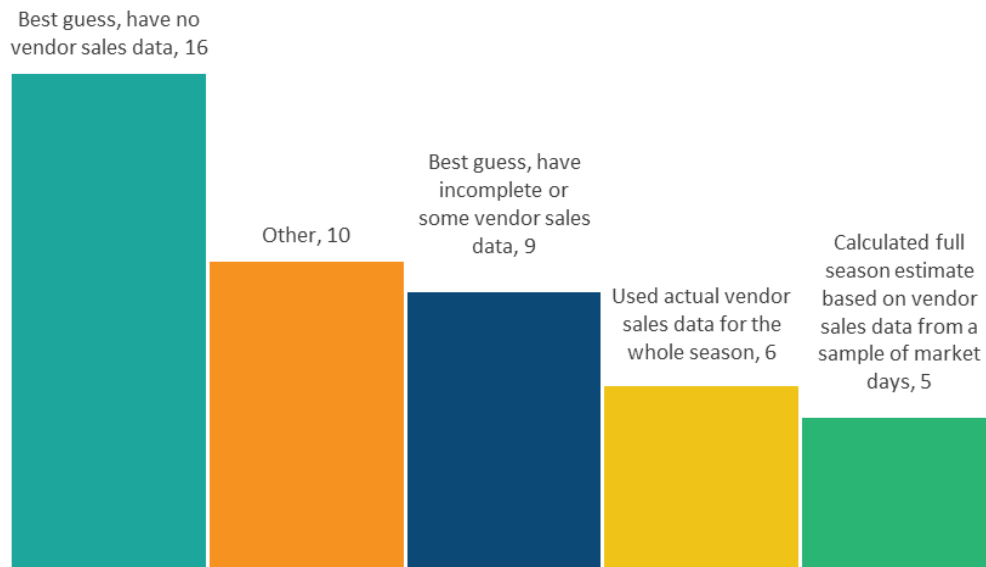 Best guess, have no
vendor sales data, 16
Other, 10
Best guess, have
incomplete or
some vendor sales
data, 9
Used actual vendor
sales data for the
whole season, 6
Calculated full
season estimate
based on vendor
sales data from a
sample of market
days, 5